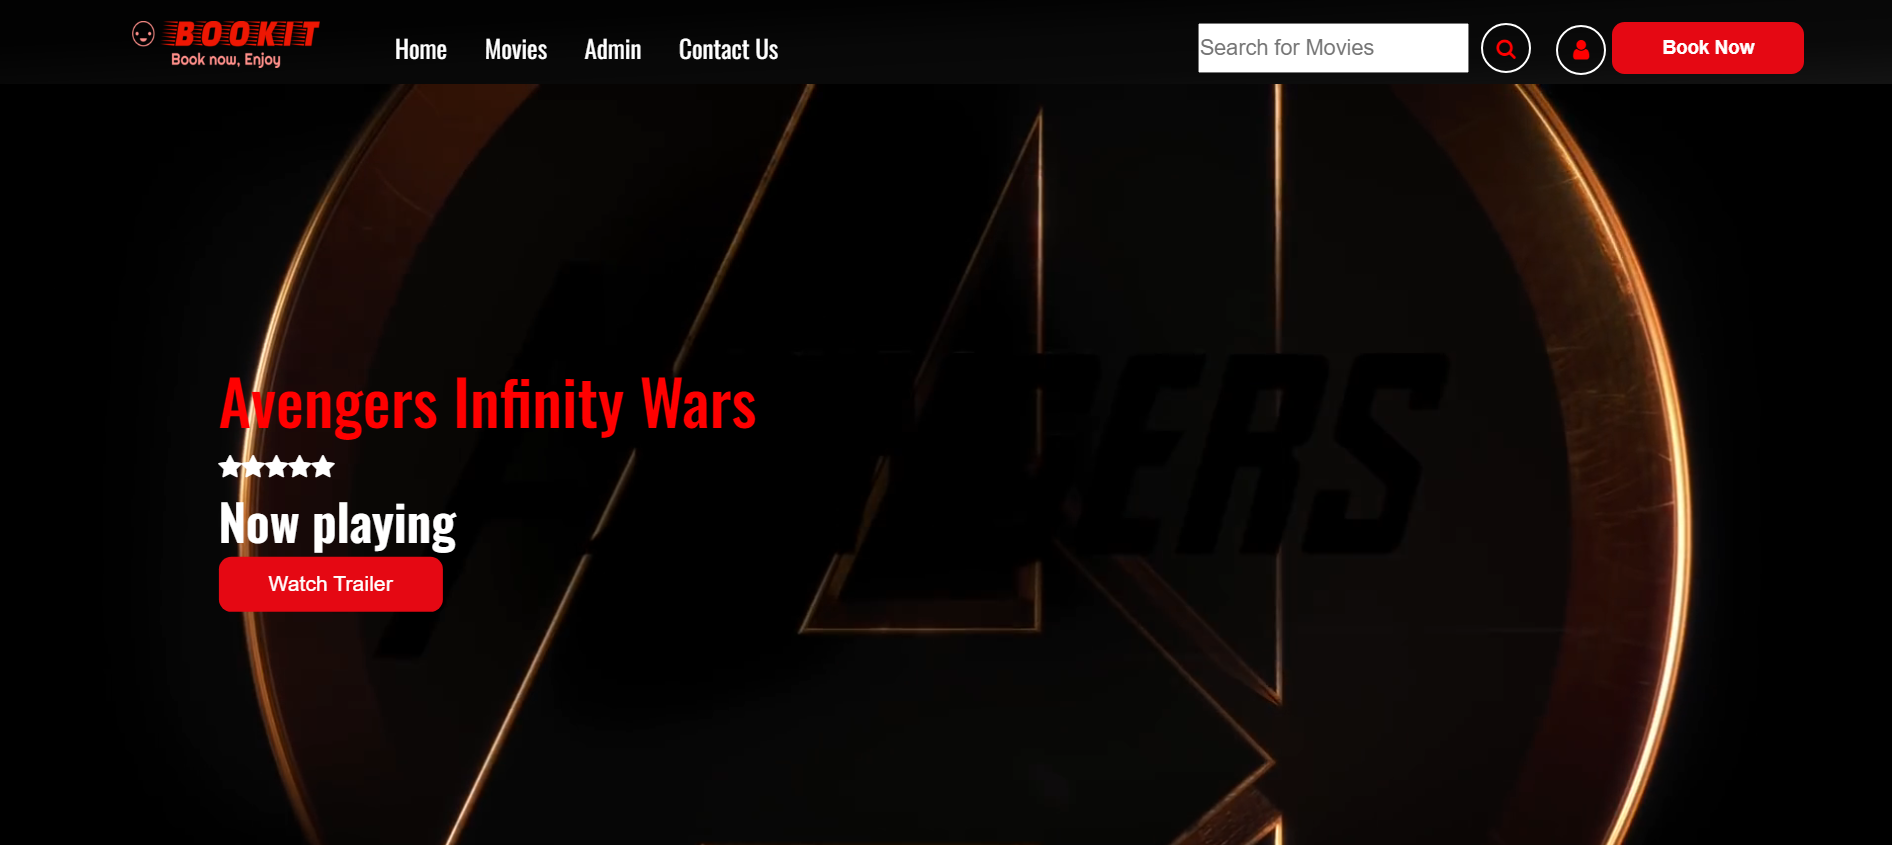 BOOKIT
Book now, Enjoy
Home Movies Admin Contact Us
Search for Movies
Book Now
Avengers Infinity Wars
Now playing
Watch Trailer